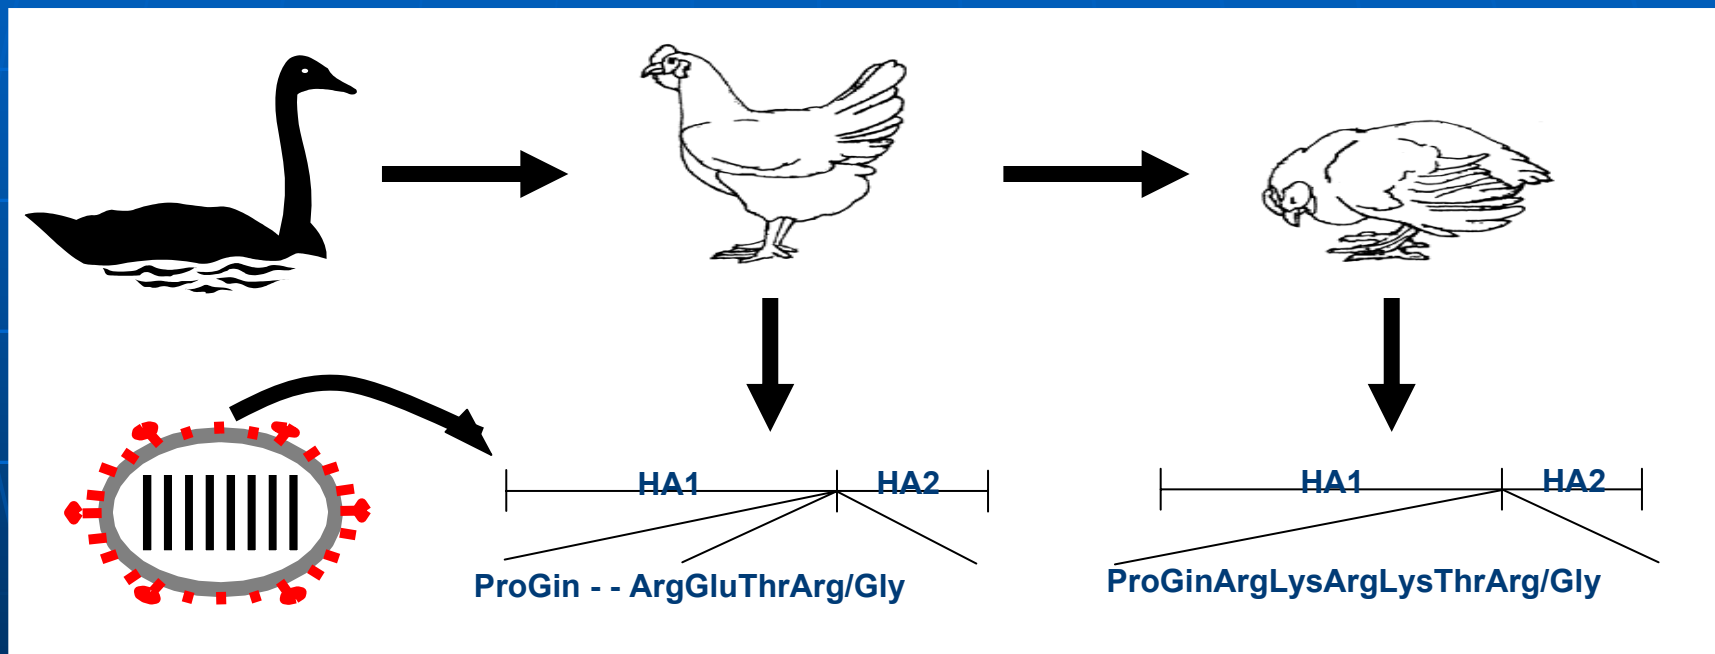 HA1 HA2
HA1 HA2
ProGin - - ArgGluThrArg/Gly
ProGinArgLysArgLysThrArg/Gly